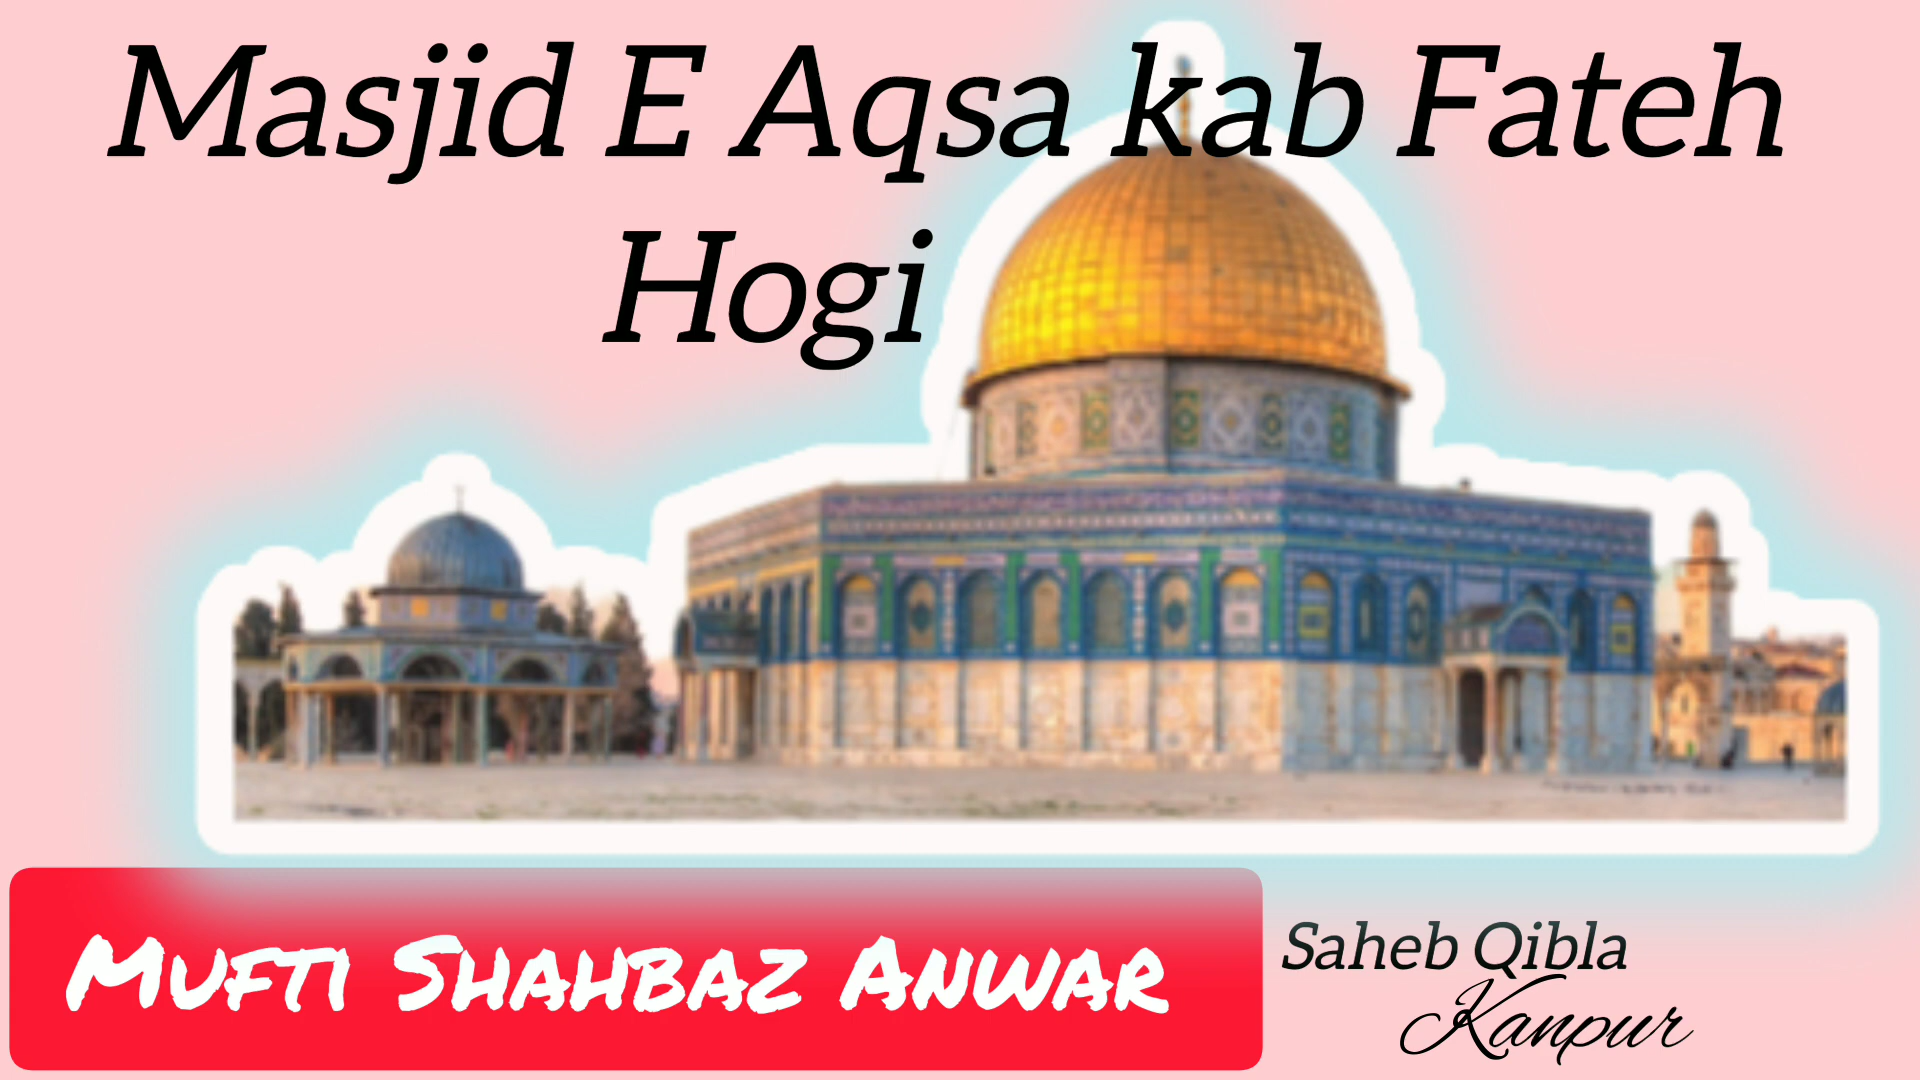 Masjid E Aqsa kab Fateh
Hogi
Mufti Shahbaz Anwar
Saheb Qibla
Kanpur